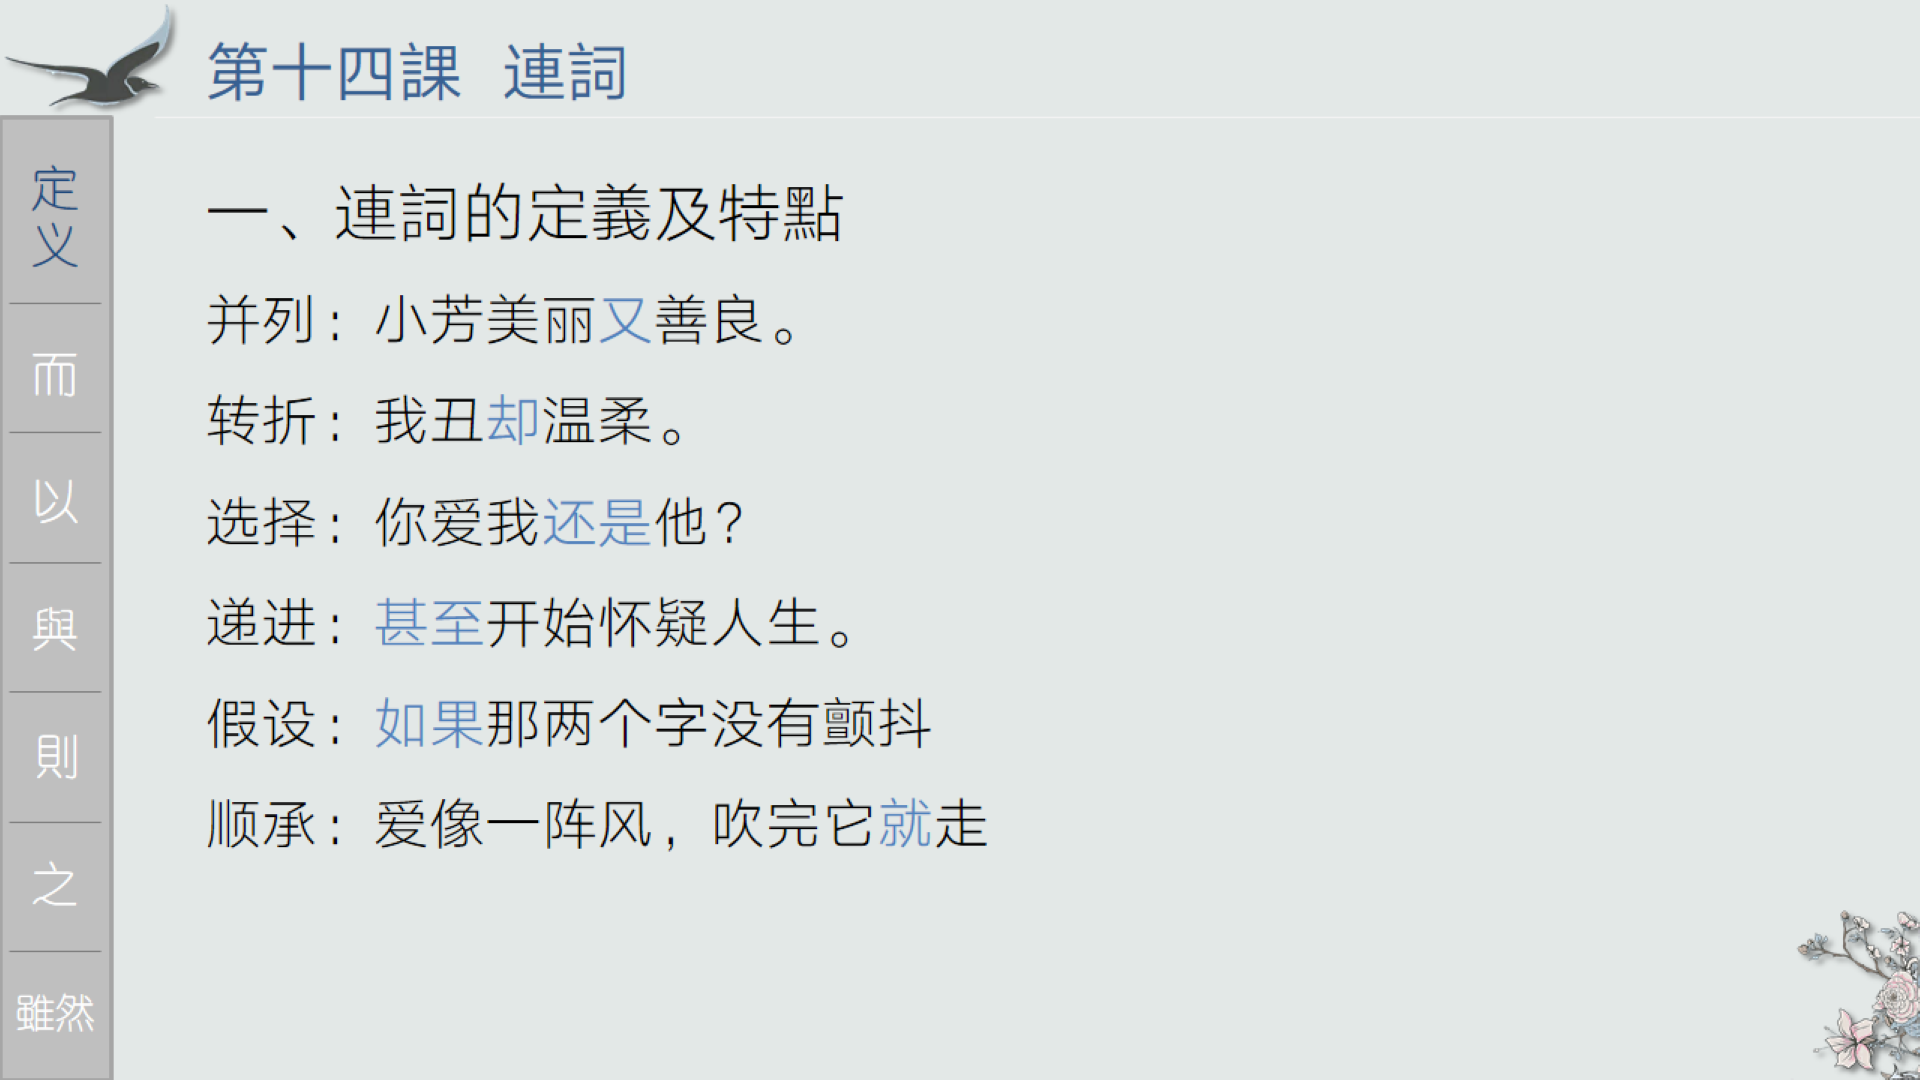 第十四課 連詞
定义
而
以
與
則
之
雖然
一、連詞的定義及特點
并列：小芳美丽又善良。
转折：我丑却温柔。
选择：你爱我还是他？
递进：甚至开始怀疑人生。
假设：如果那两个字没有颤抖
顺承：爱像一阵风，吹完它就走